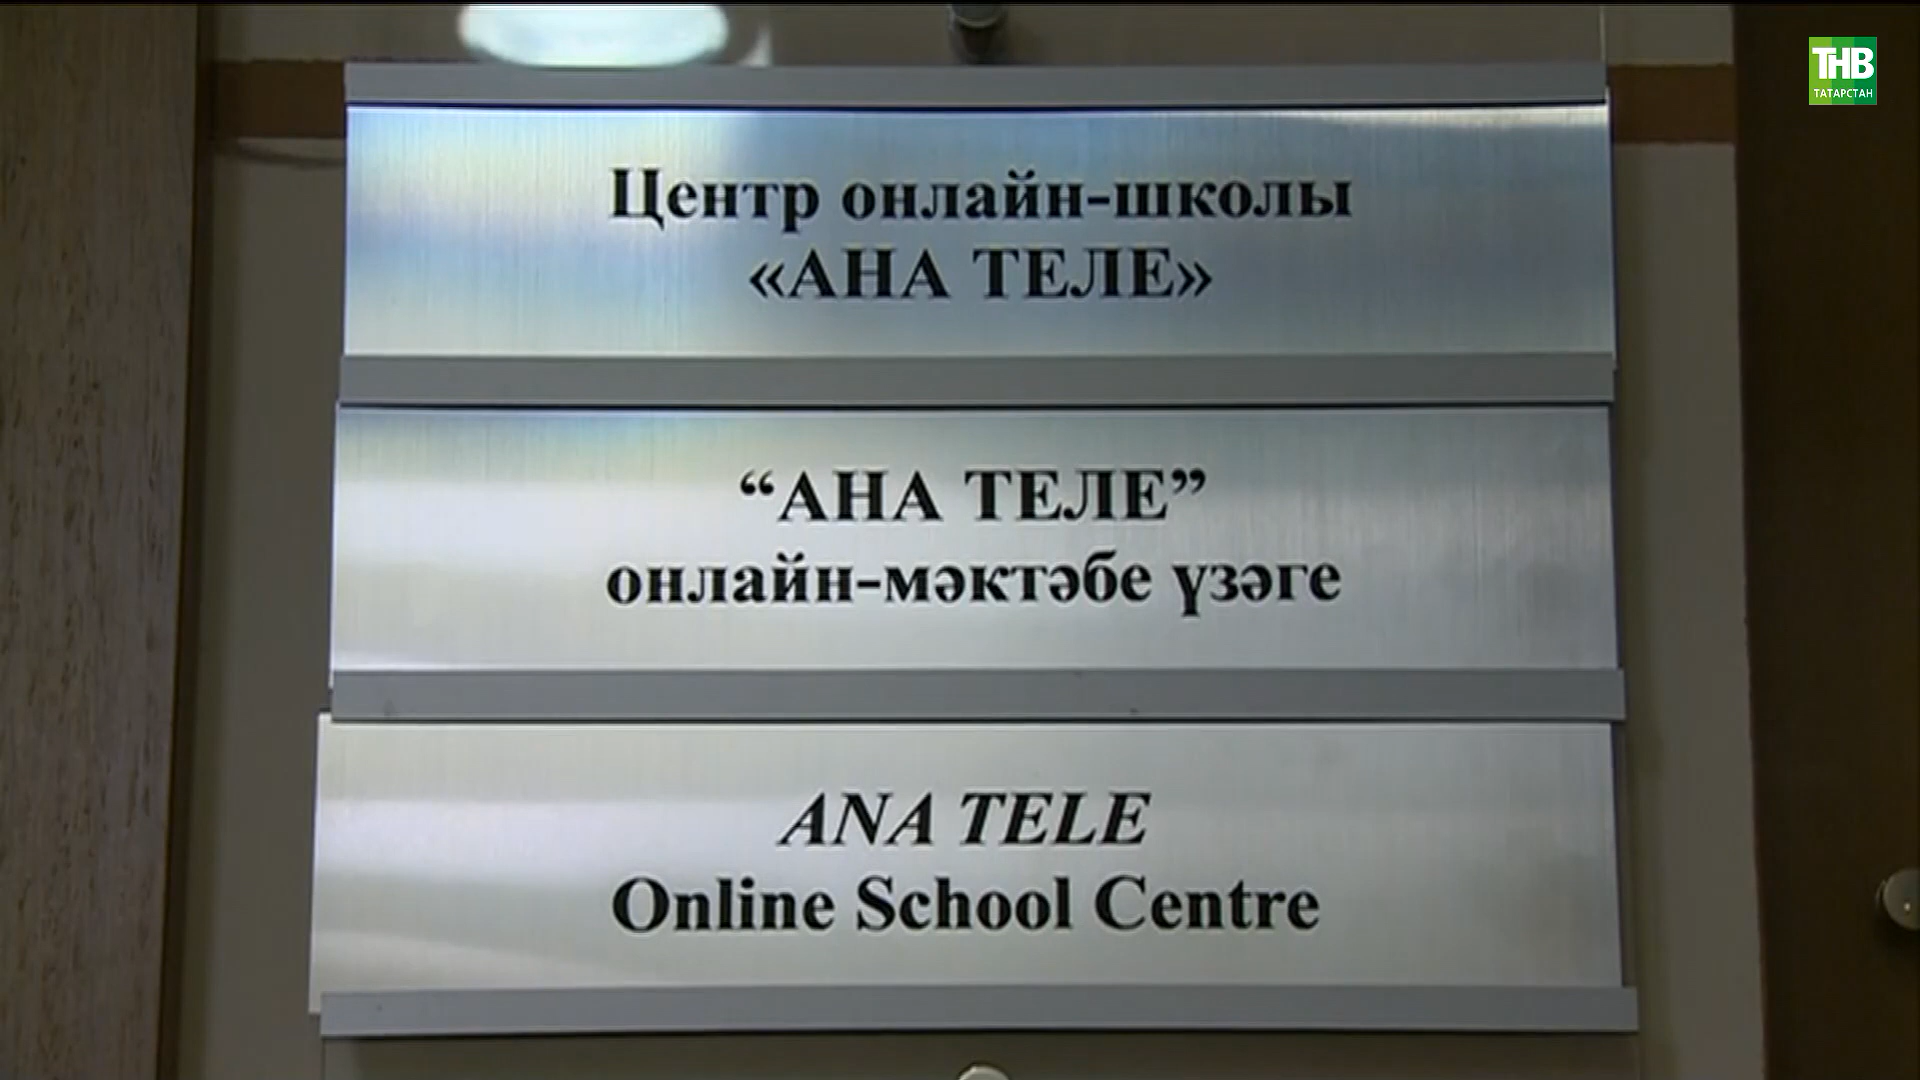 ТНВ
ТАТАРСТАН
Центр онлайн-школы
«АНА ТЕЛЕ»
“АНА ТЕЛЕ”
онлайн-мәктәбе үзәге
ANA TELE
Online School Centre